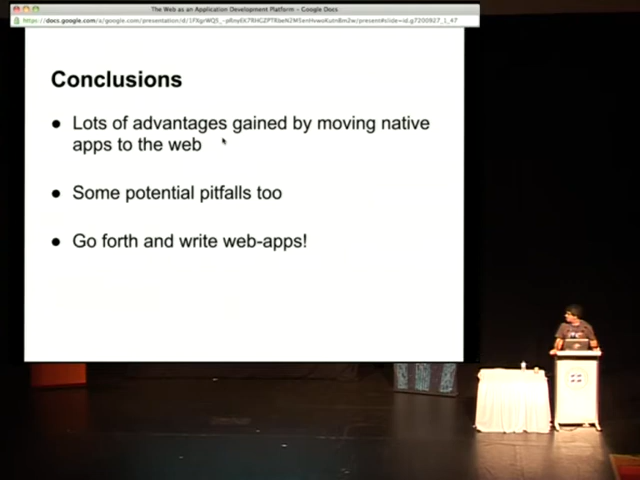 The Web as an Application Development Platform – Google Docs
Conclusions
● Lots of advantages gained by moving native
apps to the web
● Some potential pitfalls too
● Go forth and write web-apps!